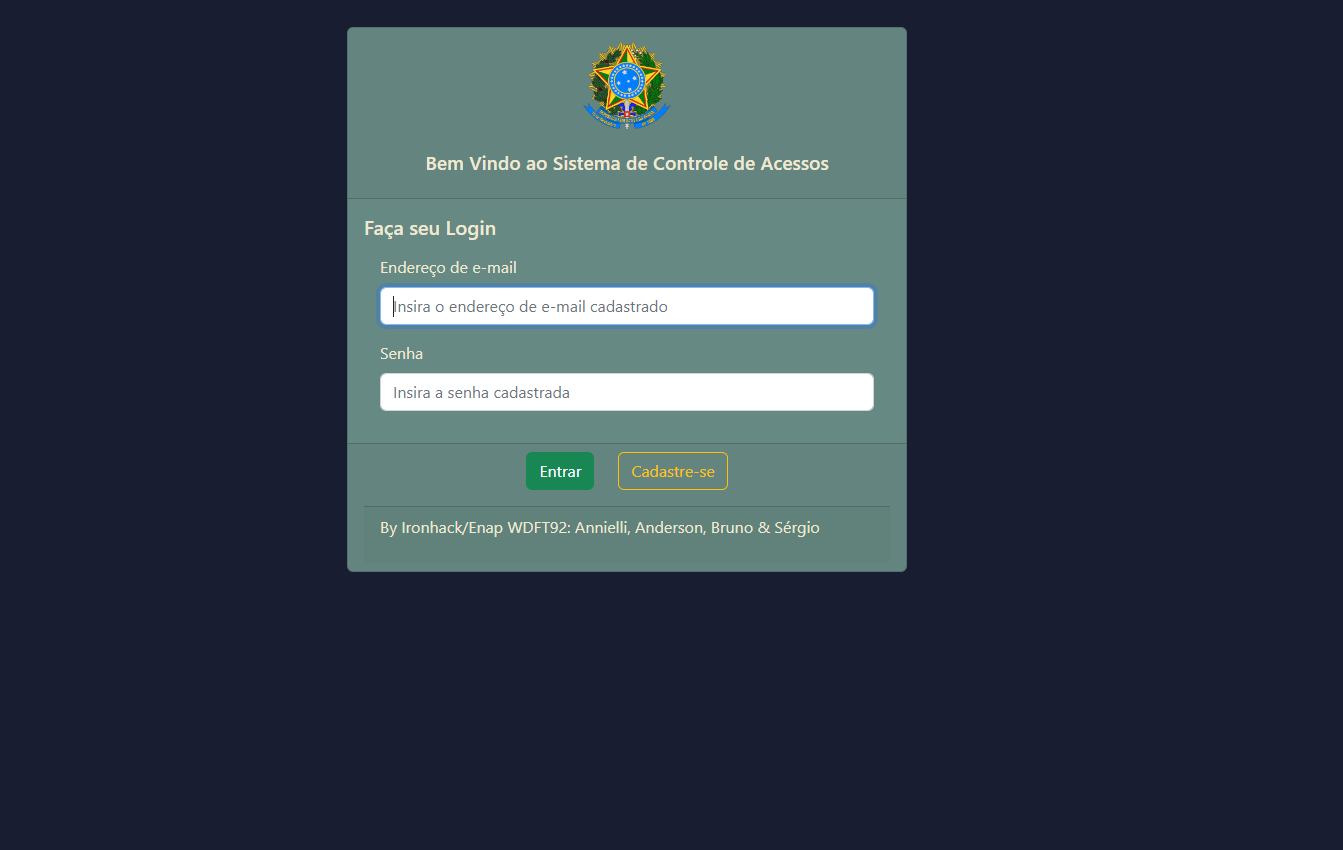 Bem Vindo ao Sistema de Controle de Acessos
Faça seu Login
Endereço de e-mail
Insira o endereço de e-mail cadastrado
Senha
Insira a senha cadastrada
Entrar Cadastre-se
By Ironhack/Enap WDFT92: Annielli, Anderson, Bruno & Sérgio